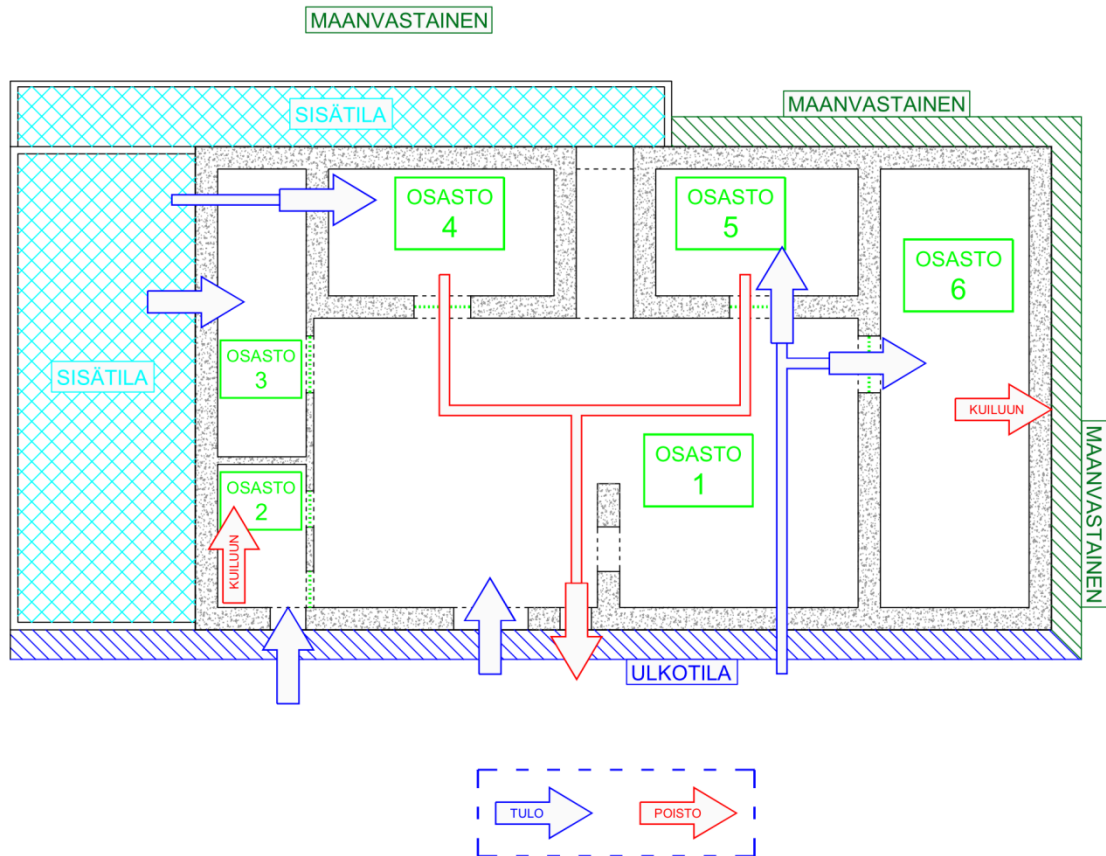 MAANVASTAINEN
MAANVASTAINEN
SISÄTILA
OSASTO
4
OSASTO
5
OSASTO
6
SISÄTILA
OSASTO
3
KUILUUN
OSASTO
1
MAANVASTAINEN
OSASTO
2
KUILUUN
ULKOTILA
TULO
POISTO